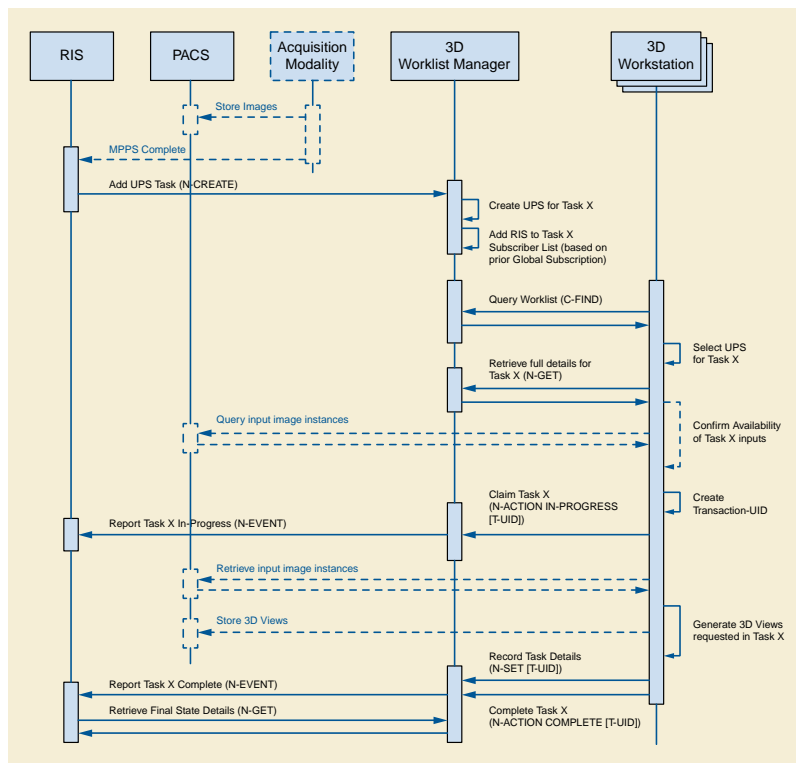 RIS
PACS
Acquisition
Modality
3D
Worklist Manager
3D
Workstation
Store Images
MPPS Complete
Add UPS Task (N-CREATE)
Create UPS for Task X
Add RIS to Task X
Subscriber List (based on
prior Global Subscription)
Query Worklist (C-FIND)
Select UPS
for Task X
Retrieve full details for
Task X (N-GET)
Query input image instances
Confirm Availability
of Task X inputs
Claim Task X
(N-ACTION IN-PROGRESS
[T-UID])
Create
Transaction-UID
Report Task X In-Progress (N-EVENT)
Retrieve input image instances
Store 3D Views
Generate 3D Views
requested in Task X
Record Task Details
(N-SET [T-UID])
Report Task X Complete (N-EVENT)
Retrieve Final State Details (N-GET)
Complete Task X
(N-ACTION COMPLETE [T-UID])